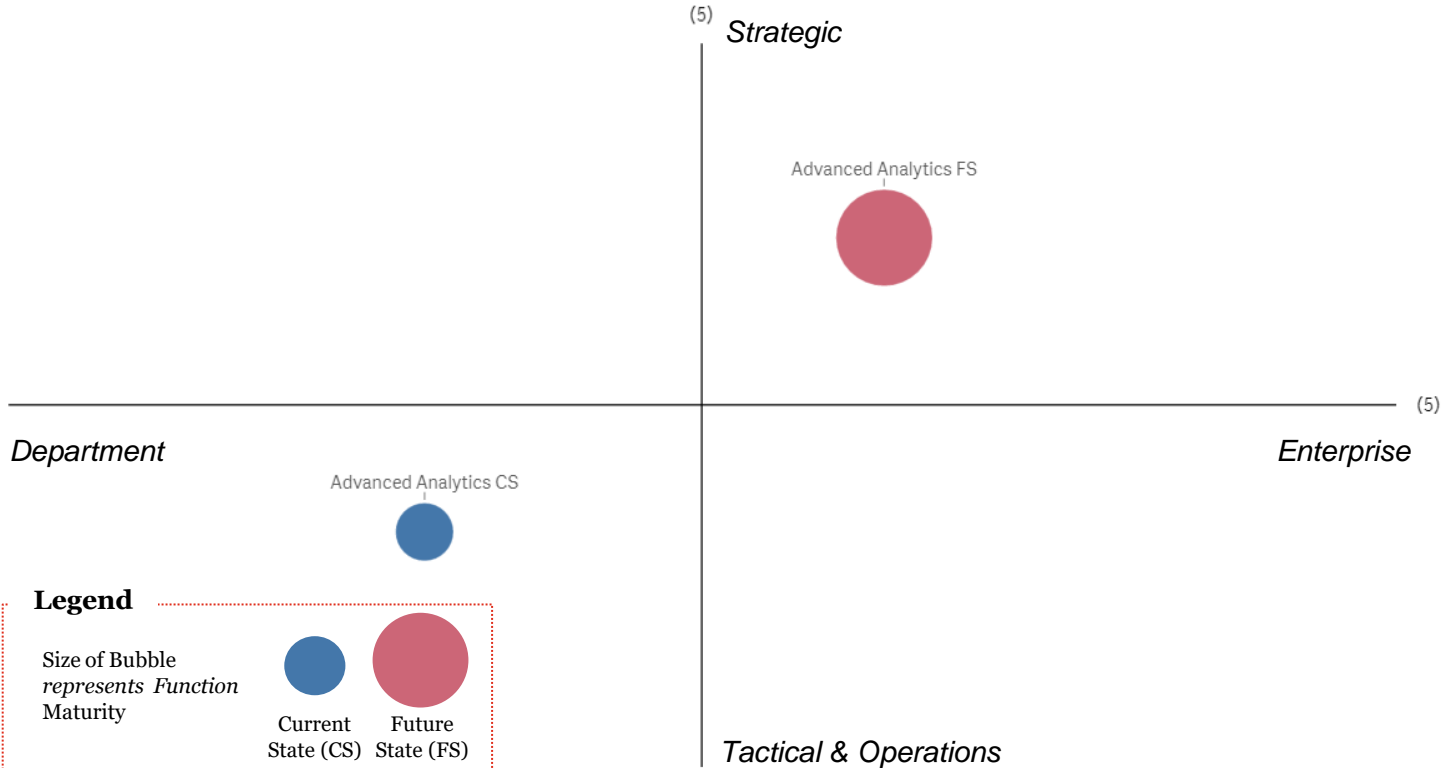 (5)
Strategic
Advanced Analytics FS
(5)
Department
Enterprise
Advanced Analytics CS
Legend
Size of Bubble
represents Function
Maturity
Current
State (CS)
Future
State (FS)
Tactical & Operations